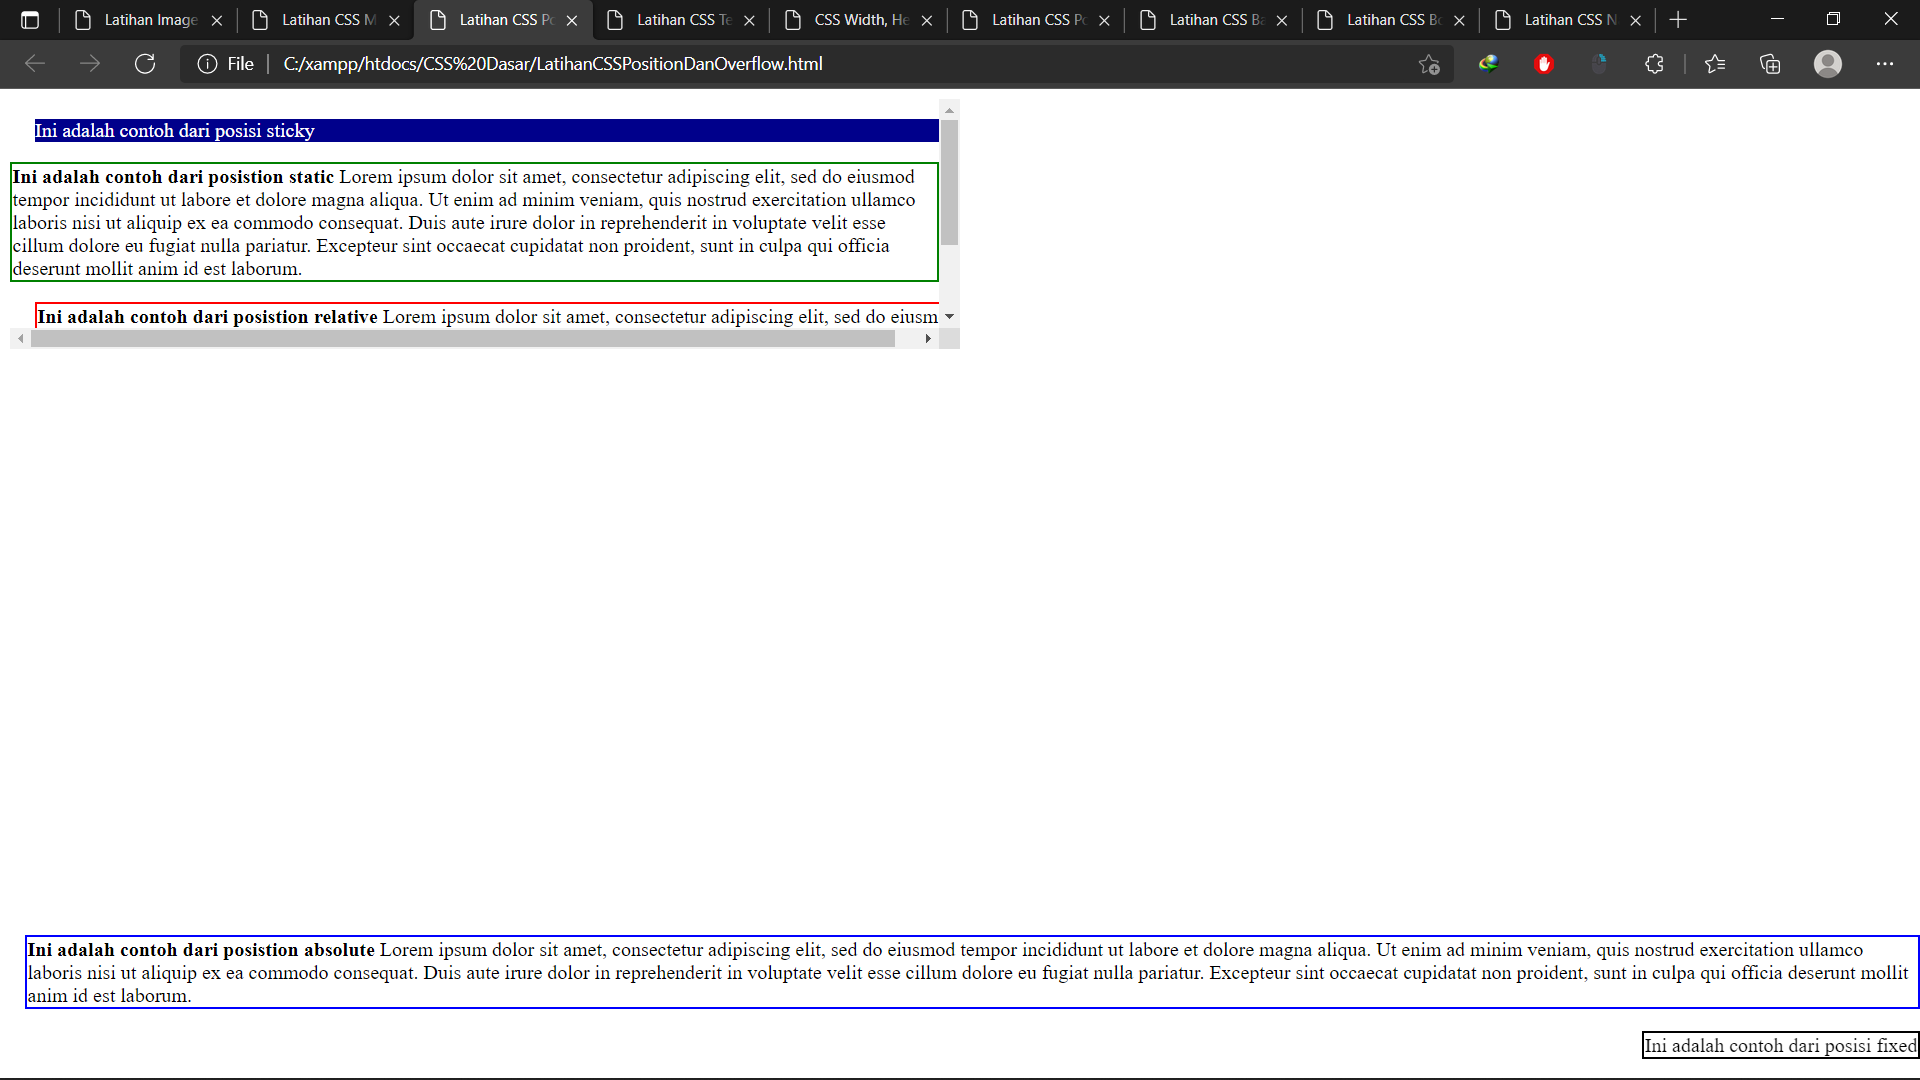 Latihan Image
Latihan CSS M
Latihan CSS Po
Latihan CSS Te
CSS Width, He
Latihan CSS Po
Latihan CSS Ba
Latihan CSS Bo
Latihan CSS N
File
C:/xampp/htdocs/CSS%20Dasar/LatihanCSSPositionDanOverflow.html
Ini adalah contoh dari posisi sticky
Ini adalah contoh dari posistion static Lorem ipsum dolor sit amet, consectetur adipiscing elit, sed do eiusmod
tempor incididunt ut labore et dolore magna aliqua. Ut enim ad minim veniam, quis nostrud exercitation ullamco
laboris nisi ut aliquip ex ea commodo consequat. Duis aute irure dolor in reprehenderit in voluptate velit esse
cillum dolore eu fugiat nulla pariatur. Excepteur sint occaecat cupidatat non proident, sunt in culpa qui officia
deserunt mollit anim id est laborum.
Ini adalah contoh dari posistion relative Lorem ipsum dolor sit amet, consectetur adipiscing elit, sed do eiusm
Ini adalah contoh dari posistion absolute Lorem ipsum dolor sit amet, consectetur adipiscing elit, sed do eiusmod tempor incididunt ut labore et dolore magna aliqua. Ut enim ad minim veniam, quis nostrud exercitation ullamco
laboris nisi ut aliquip ex ea commodo consequat. Duis aute irure dolor in reprehenderit in voluptate velit esse cillum dolore eu fugiat nulla pariatur. Excepteur sint occaecat cupidatat non proident, sunt in culpa qui officia deserunt mollit
anim id est laborum.
Ini adalah contoh dari posisi fixed